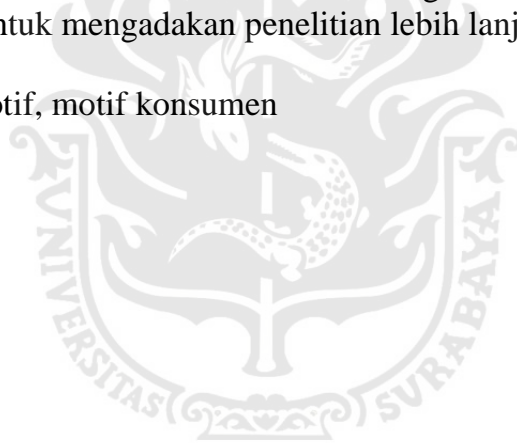 ntuk mengadakan penelitian lebih lanj
otif, motif konsumen
UNIVERSITAS SURABAYA